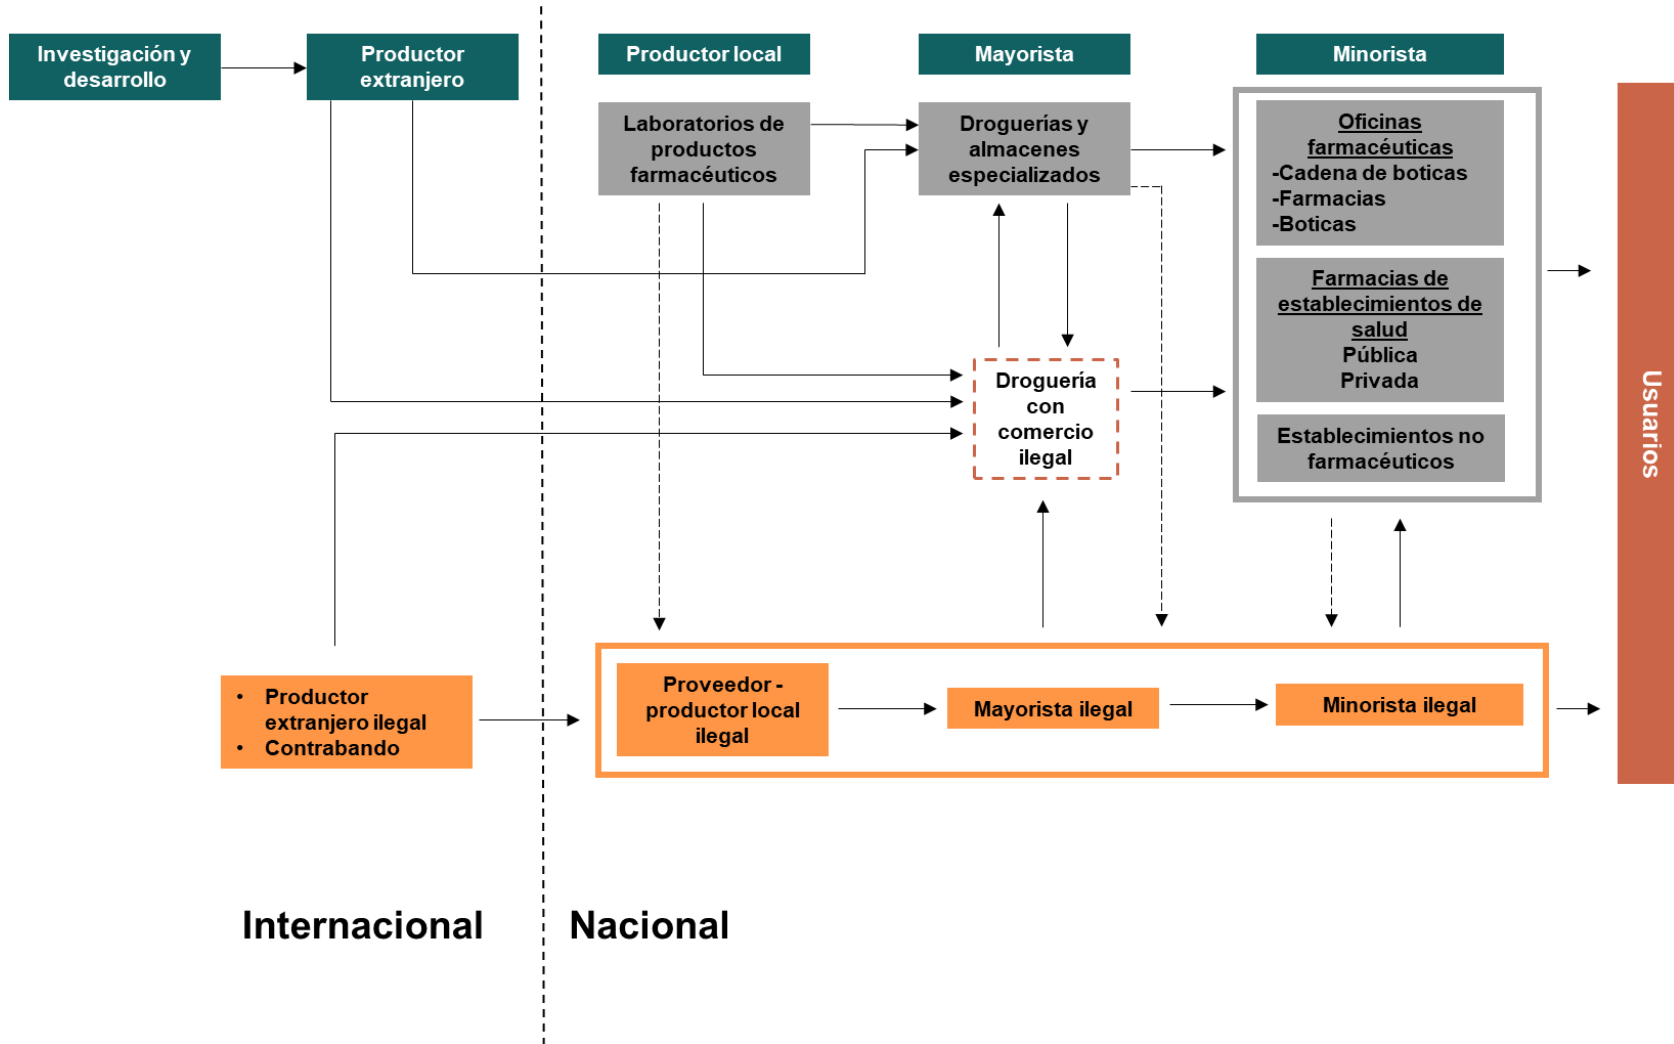 Investigación y
desarrollo
Productor
extranjero
Productor local
Mayorista
Minorista
Laboratorios de
productos
farmacéuticos
Droguerías y
almacenes
especializados
Oficinas
farmacéuticas
-Cadena de boticas
-Farmacias
-Boticas
Farmacias de
establecimientos de
salud
Pública
Privada
Establecimientos no
farmacéuticos
Droguería
con
comercio
ilegal
Usuarios
• Productor
extranjero ilegal
• Contrabando
Proveedor -
productor local
ilegal
Mayorista ilegal
Minorista ilegal
Internacional
Nacional